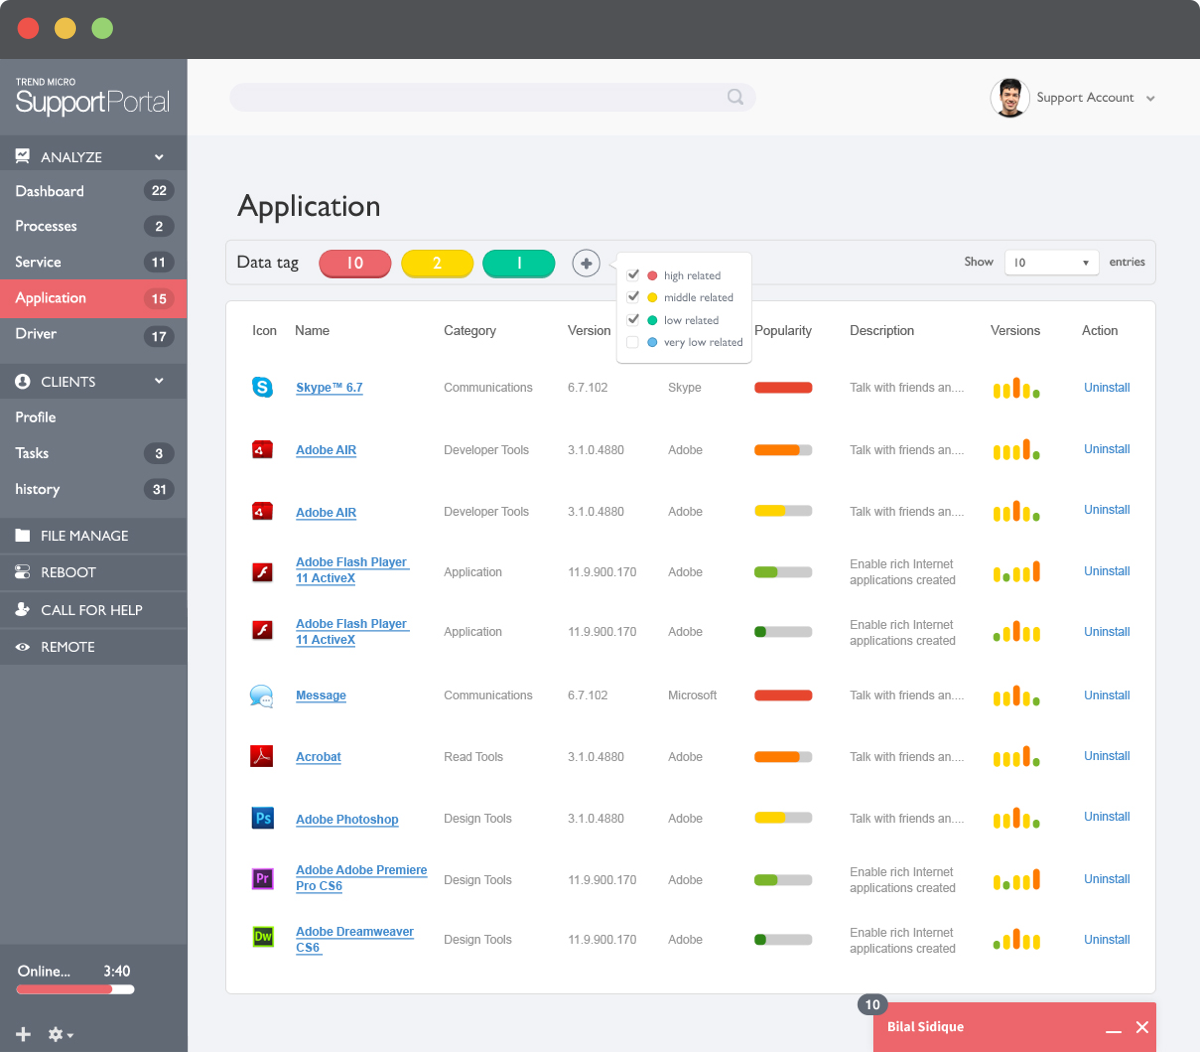 TREND MICRO
SupportPortal
Support Account
ANALYZE
Dashboard 22
Processes 2
Service 11
Application 15
Driver 17
CLIENTS
Profile
Tasks 3
history 31
FILE MANAGE
REBOOT
CALL FOR HELP
REMOTE
Online... 3:40
Application
Data tag 10 2 1
high related
middle related
low related
very low related
Show 10 entries
Icon Name Category Version Popularity Description Versions Action
Skype™ 6.7 Communications 6.7.102 Skype Talk with friends an.... Uninstall
Adobe AIR Developer Tools 3.1.0.4880 Adobe Talk with friends an.... Uninstall
Adobe AIR Developer Tools 3.1.0.4880 Adobe Talk with friends an.... Uninstall
Adobe Flash Player Enable rich Internet
11 ActiveX Application 11.9.900.170 Adobe applications created Uninstall
Adobe Flash Player Enable rich Internet
11 ActiveX Application 11.9.900.170 Adobe applications created Uninstall
Message Communications 6.7.102 Microsoft Talk with friends an.... Uninstall
Acrobat Read Tools 3.1.0.4880 Adobe Talk with friends an.... Uninstall
Ps Adobe Photoshop Design Tools 3.1.0.4880 Adobe Talk with friends an.... Uninstall
Pr Adobe Adobe Premiere Enable rich Internet
Pro CS6 Design Tools 11.9.900.170 Adobe applications created Uninstall
Dw Adobe Dreamweaver Enable rich Internet
CS6 Design Tools 11.9.900.170 Adobe applications created Uninstall
10
Bilal Sidique